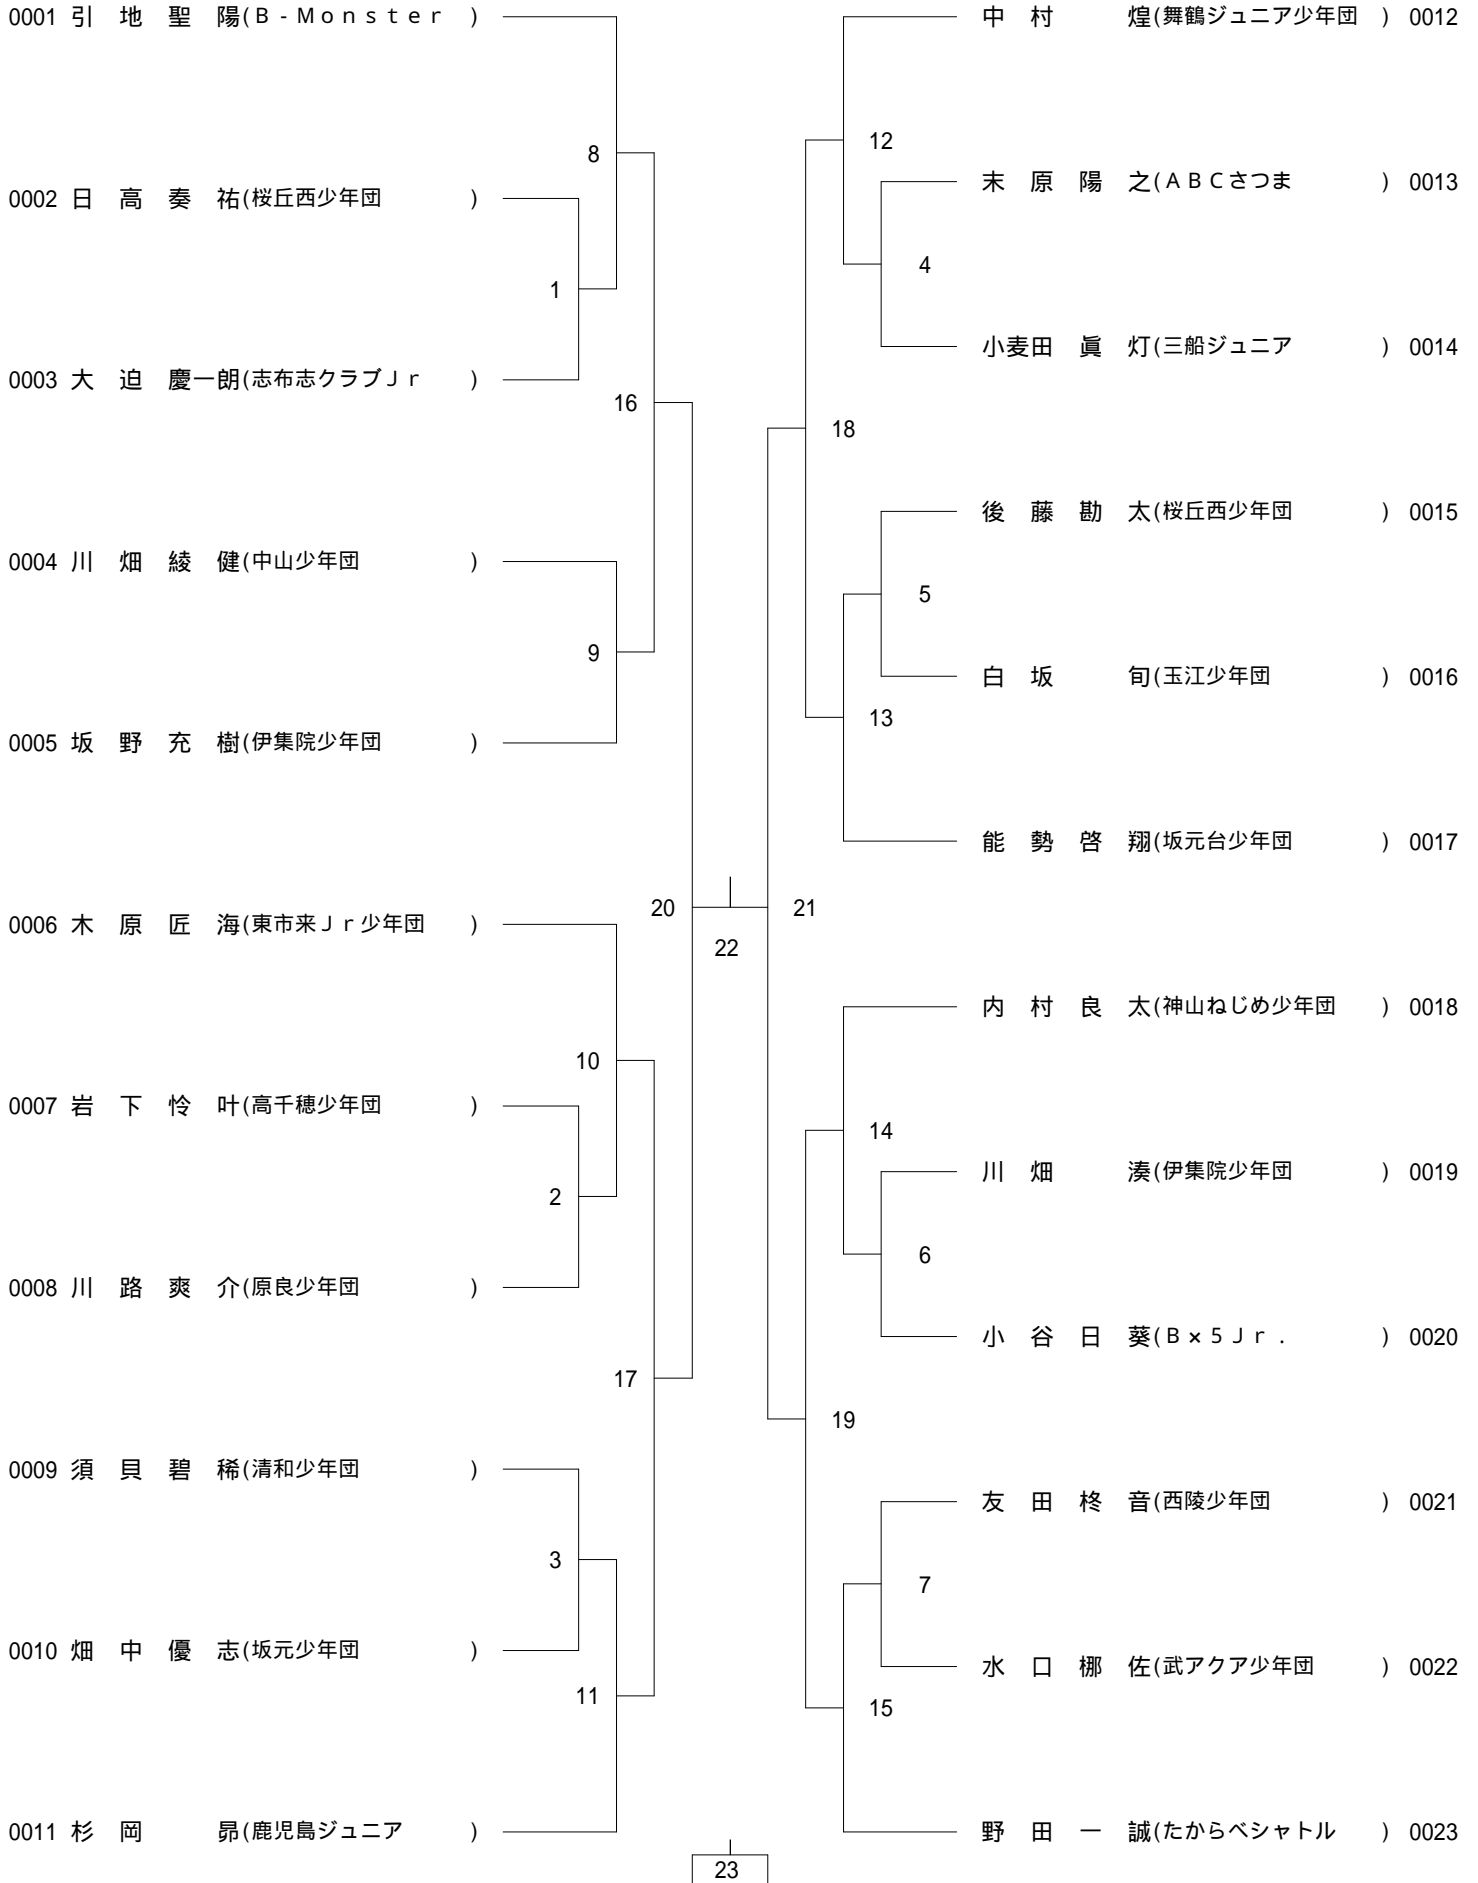 0001 引 地 聖 陽(B-Monster )
8
0002 日 高 奏 祐(桜丘西少年団 )
1
0003 大 迫 慶一朗(志布志クラブJr )
16
0004 川 畑 綾 健(中山少年団 )
9
0005 坂 野 充 樹(伊集院少年団 )
20
0006 木 原 匠 海(東市来Jr少年団 )
10
0007 岩 下 怜 叶(高千穂少年団 )
2
0008 川 路 爽 介(原良少年団 )
17
0009 須 貝 碧 稀(清和少年団 )
3
0010 畑 中 優 志(坂元少年団 )
11
0011 杉 岡 昴(鹿児島ジュニア )
22
23
中 村 煌(舞鶴ジュニア少年団 ) 0012
12
末 原 陽 之(ABCさつま ) 0013
4
小麦田 眞 灯(三船ジュニア ) 0014
18
後 藤 勘 太(桜丘西少年団 ) 0015
5
白 坂 旬(玉江少年団 ) 0016
13
能 勢 啓 翔(坂元台少年団 ) 0017
21
内 村 良 太(神山ねじめ少年団 ) 0018
14
川 畑 湊(伊集院少年団 ) 0019
6
小 谷 日 葵(B×5Jr. ) 0020
19
友 田 柊 音(西陵少年団 ) 0021
7
水 口 梛 佐(武アクア少年団 ) 0022
15
野 田 一 誠(たからべシャトル ) 0023